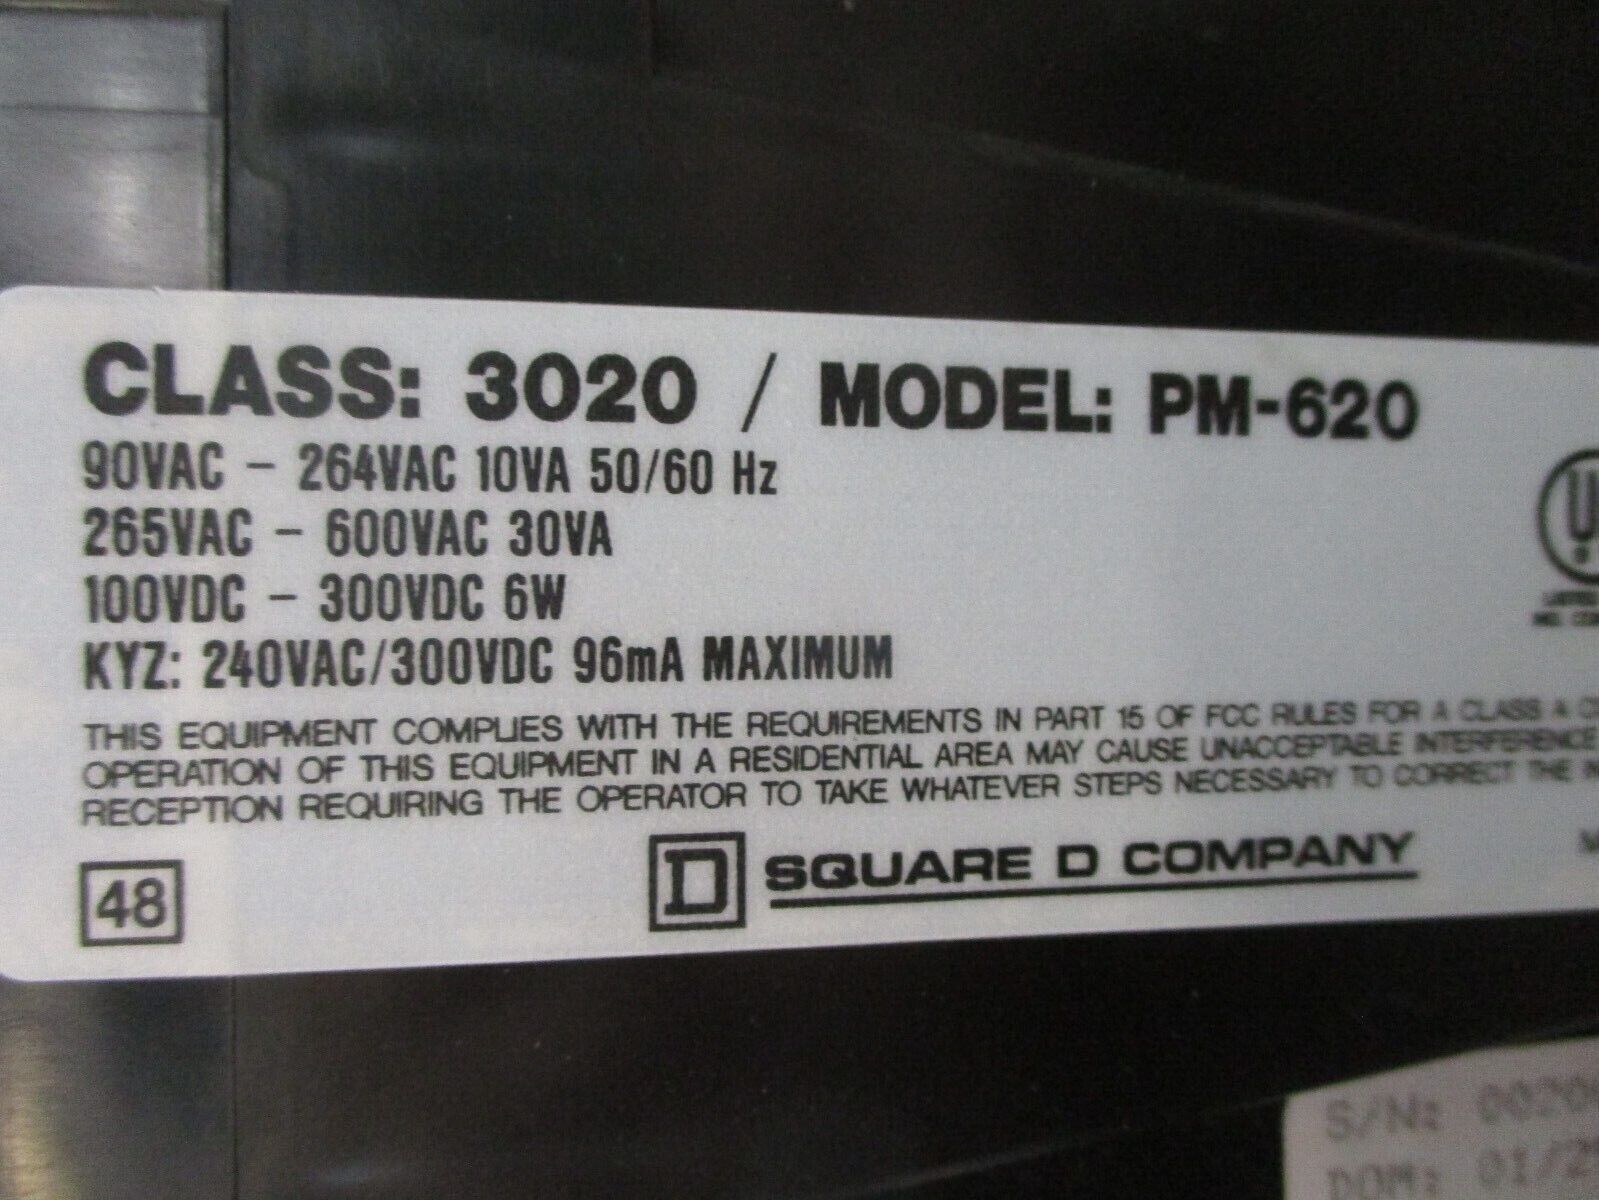 CLASS: 3020 / MODEL: PM-620
90VAC - 264VAC 10VA 50/60 Hz
265VAC - 600VAC 30VA
100VDC - 300VDC 6W
KYZ: 240VAC/300VDC 96mA MAXIMUM
THIS EQUIPMENT COMPLIES WITH THE REQUIREMENTS IN PART 15 OF FCC RULES FOR A CLASS A
OPERATION OF THIS EQUIPMENT IN A RESIDENTIAL AREA MAY CAUSE UNACCEPTABLE INTERFERENCE
RECEPTION REQUIRING THE OPERATOR TO TAKE WHATEVER STEPS NECESSARY TO CORRECT THE
48
D SQUARE D COMPANY
S/N:
DOM: